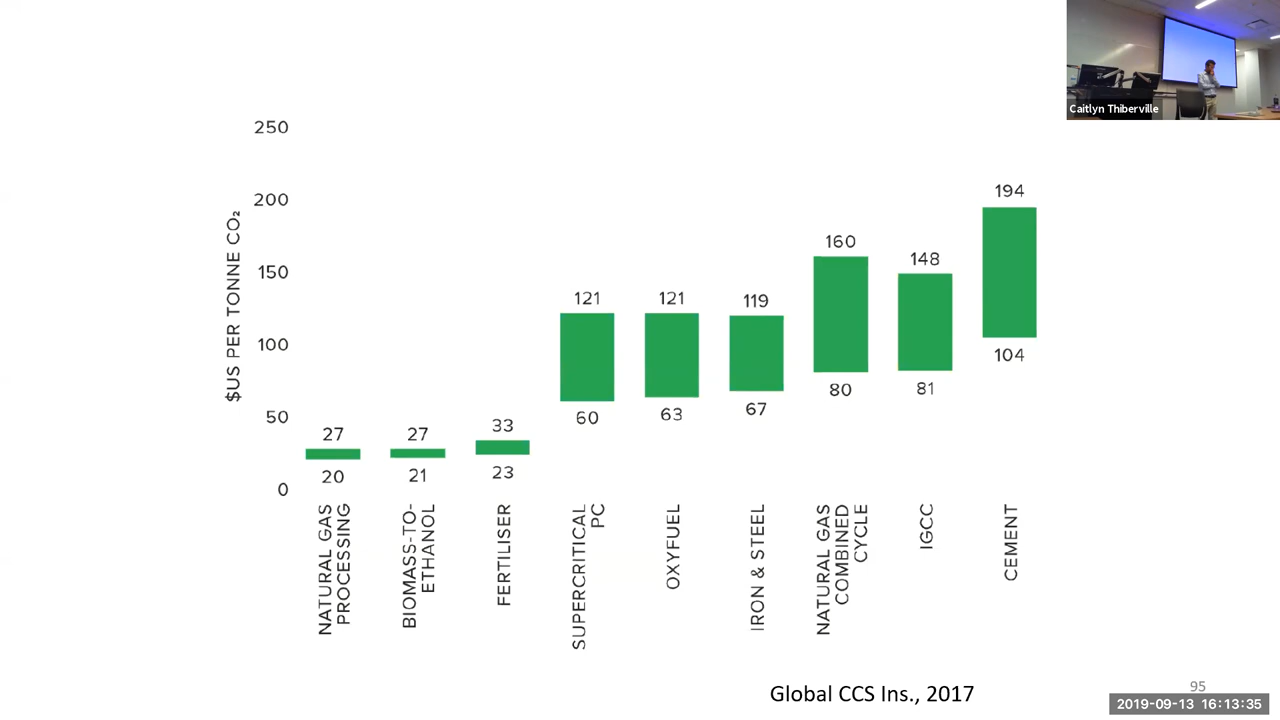 Caitlyn Thiberville
$US PER TONNE CO₂
250
200
150
100
50
0
27
20
27
21
33
23
121
60
121
63
119
67
160
80
148
81
194
104
NATURAL GAS
PROCESSING
BIOMASS-TO-
ETHANOL
FERTILISER
SUPERCRITICAL
PC
OXYFUEL
IRON & STEEL
NATURAL GAS
COMBINED
CYCLE
IGCC
CEMENT
Global CCS Ins., 2017
95
2019-09-13 16:13:35